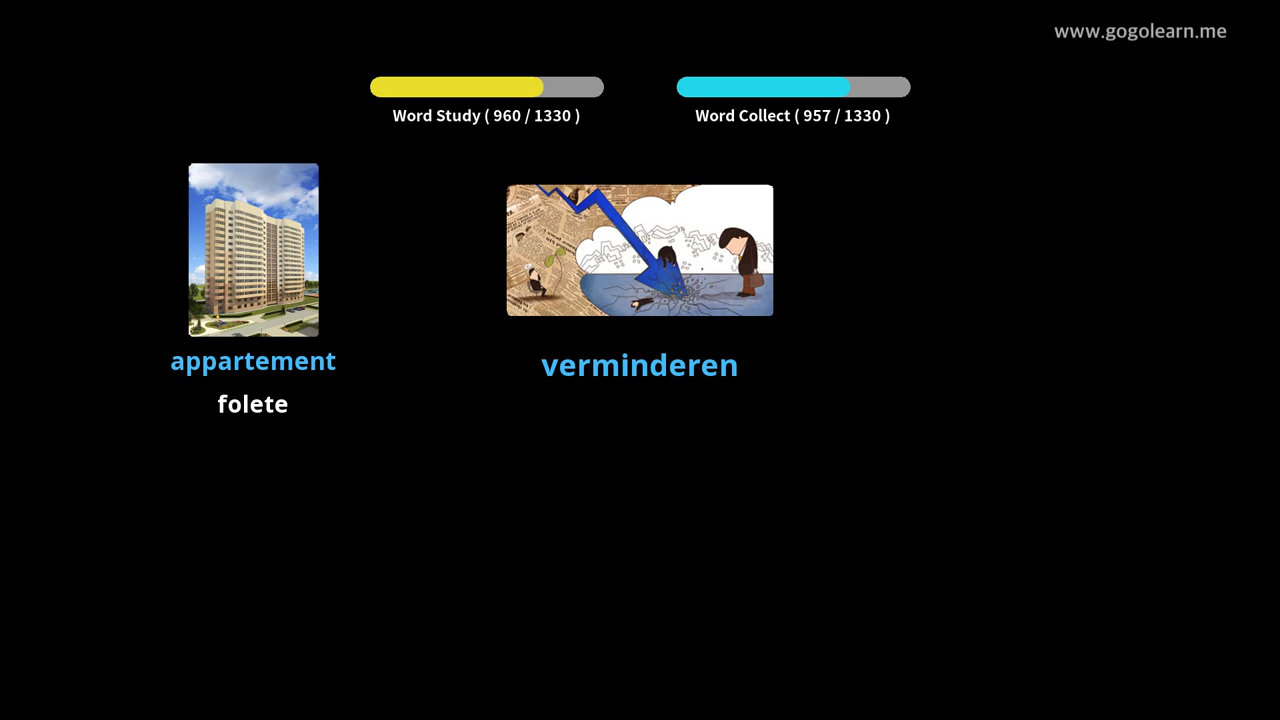 www.gogolearn.me
Word Study ( 960 / 1330 )
Word Collect ( 957 / 1330 )
appartement
folete
verminderen